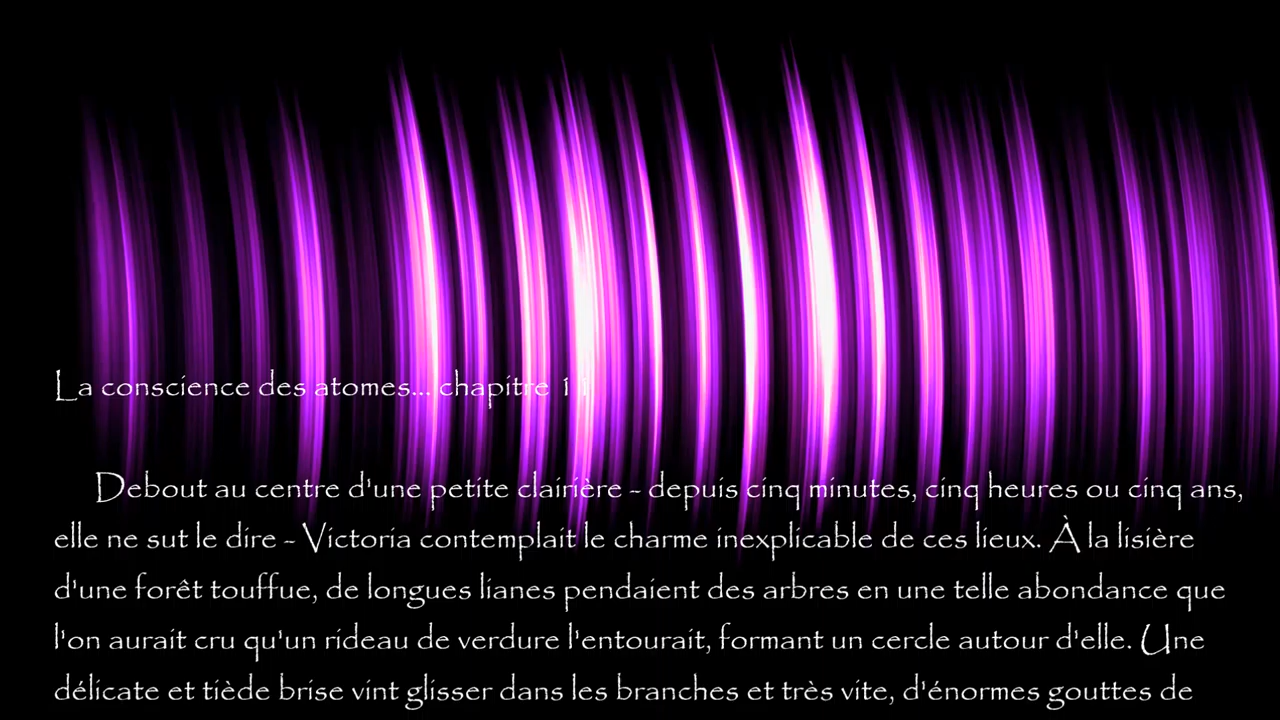 La conscience des atomes... chapitre 11
Debout au centre d'une petite clairière - depuis cinq minutes, cinq heures ou cinq ans,
elle ne sut le dire - Victoria contemplait le charme inexplicable de ces lieux. À la lisière
d'une forêt touffue, de longues lianes pendaient des arbres en une telle abondance que
l'on aurait cru qu'un rideau de verdure l'entourait, formant un cercle autour d'elle. Une
délicate et tiède brise vint glisser dans les branches et très vite, d'énormes gouttes de